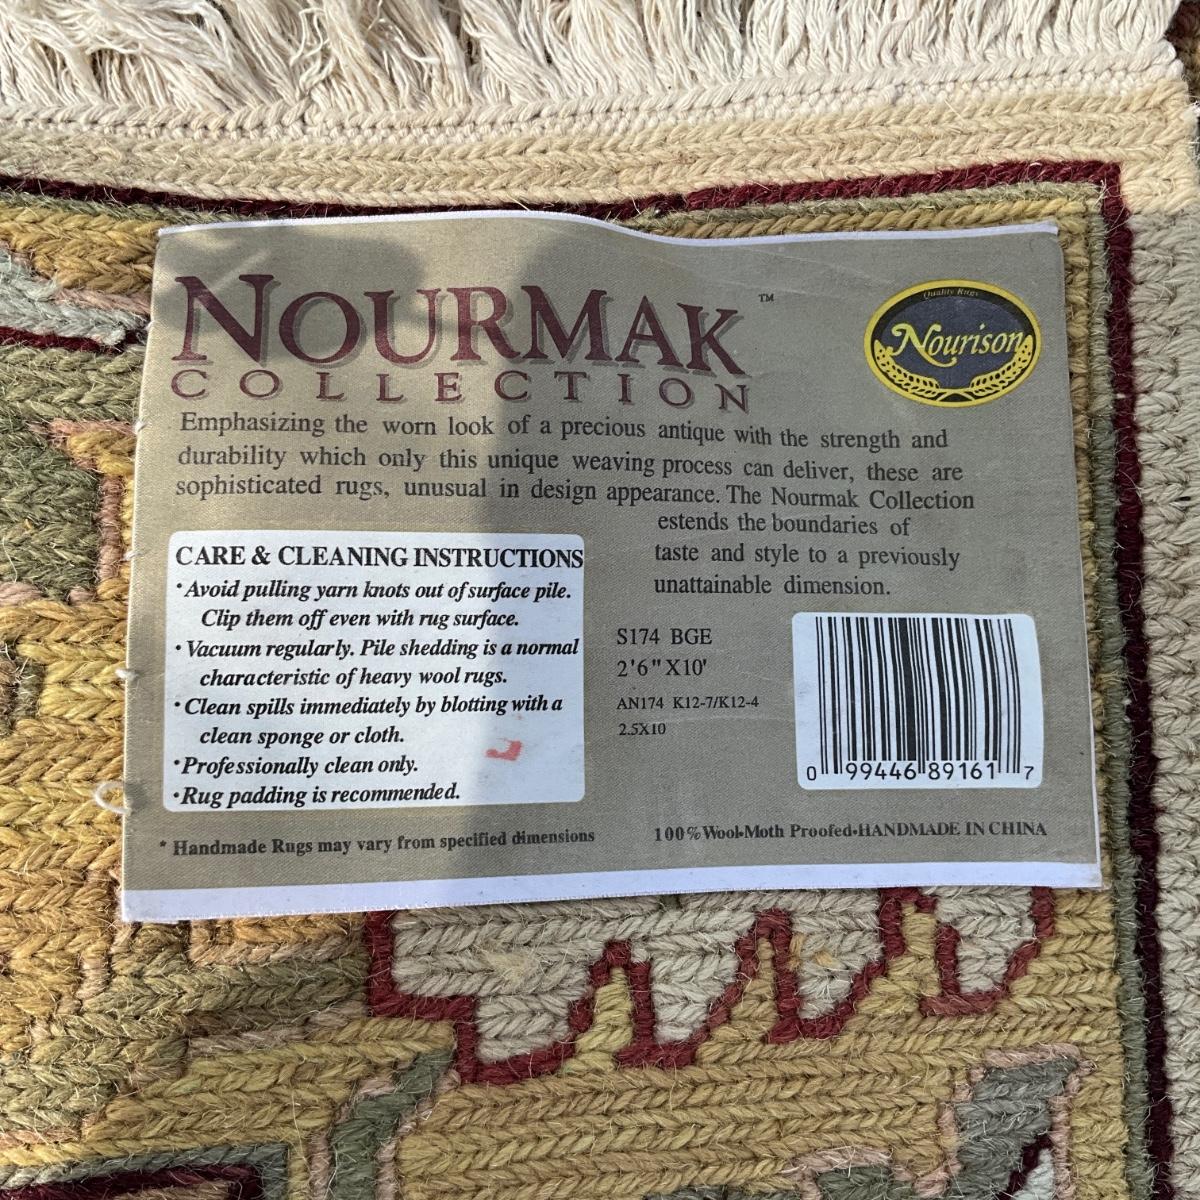 NOURMAK™
COLLECTION
Quality Rugs
Nourison
Emphasizing the worn look of a precious antique with the strength and
durability which only this unique weaving process can deliver, these are
sophisticated rugs, unusual in design appearance. The Nourmak Collection
estends the boundaries of
taste and style to a previously
unattainable dimension.
CARE & CLEANING INSTRUCTIONS
• Avoid pulling yarn knots out of surface pile.
Clip them off even with rug surface.
• Vacuum regularly. Pile shedding is a normal
characteristic of heavy wool rugs.
• Clean spills immediately by blotting with a
clean sponge or cloth.
• Professionally clean only.
• Rug padding is recommended.
S174 BGE
2'6"X10'
AN174 K12-7/K12-4
2.5X10
0 99446 89161 7
* Handmade Rugs may vary from specified dimensions
100% Wool•Moth Proofed•HANDMADE IN CHINA